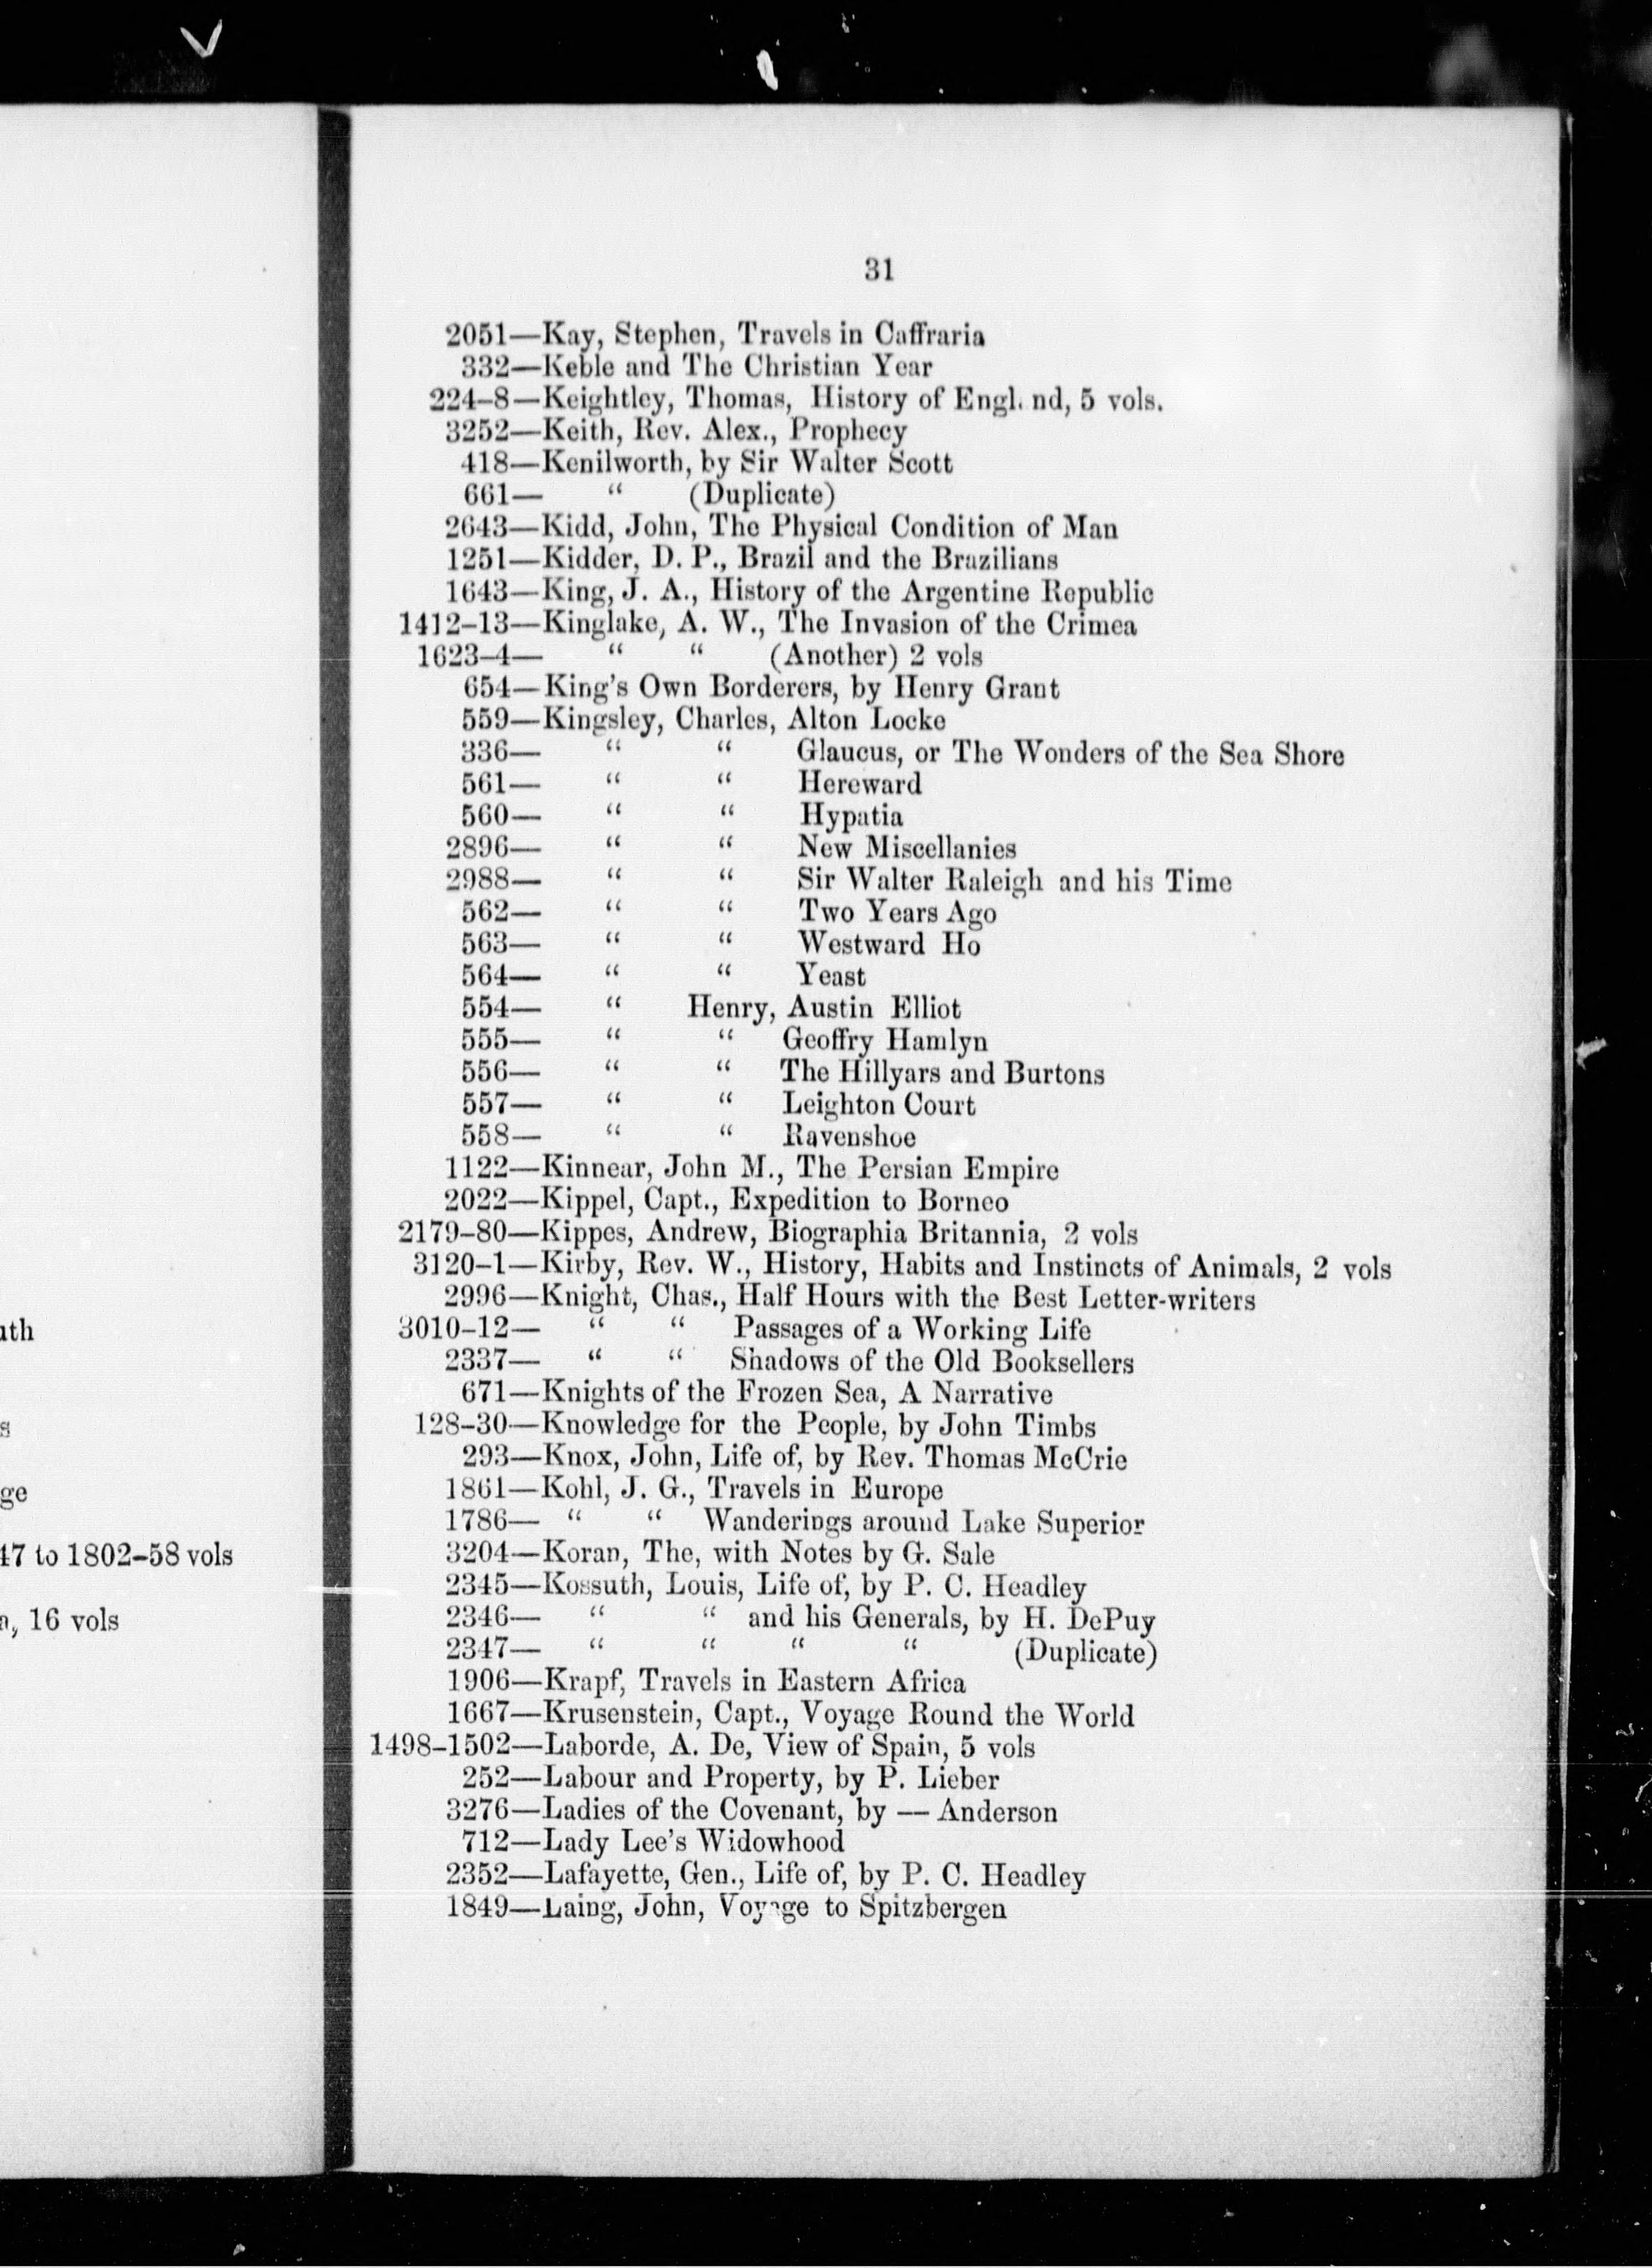 31
2051—Kay, Stephen, Travels in Caffraria
332—Keble and The Christian Year
224–8—Keightley, Thomas, History of Engl. nd, 5 vols.
3252—Keith, Rev. Alex., Prophecy
418—Kenilworth, by Sir Walter Scott
661— “ (Duplicate)
2643—Kidd, John, The Physical Condition of Man
1251—Kidder, D. P., Brazil and the Brazilians
1643—King, J. A., History of the Argentine Republic
1412–13—Kinglake, A. W., The Invasion of the Crimea
1623–4— “ “ (Another) 2 vols
654—King's Own Borderers, by Henry Grant
559—Kingsley, Charles, Alton Locke
336— “ “ Glaucus, or The Wonders of the Sea Shore
561— “ “ Hereward
560— “ “ Hypatia
2896— “ “ New Miscellanies
2988— “ “ Sir Walter Raleigh and his Time
562— “ “ Two Years Ago
563— “ “ Westward Ho
564— “ “ Yeast
554— “ Henry, Austin Elliot
555— “ “ Geoffry Hamlyn
556— “ “ The Hillyars and Burtons
557— “ “ Leighton Court
558— “ “ Ravenshoe
1122—Kinnear, John M., The Persian Empire
2022—Kippel, Capt., Expedition to Borneo
2179–80—Kippes, Andrew, Biographia Britannia, 2 vols
3120–1—Kirby, Rev. W., History, Habits and Instincts of Animals, 2 vols
2996—Knight, Chas., Half Hours with the Best Letter-writers
3010–12— “ “ Passages of a Working Life
2337— “ “ Shadows of the Old Booksellers
671—Knights of the Frozen Sea, A Narrative
128–30—Knowledge for the People, by John Timbs
293—Knox, John, Life of, by Rev. Thomas McCrie
1861—Kohl, J. G., Travels in Europe
1786— “ “ Wanderings around Lake Superior
3204—Koran, The, with Notes by G. Sale
2345—Kossuth, Louis, Life of, by P. C. Headley
2346— “ “ and his Generals, by H. DePuy
2347— “ “ “ “ (Duplicate)
1906—Krapf, Travels in Eastern Africa
1667—Krusenstein, Capt., Voyage Round the World
1498–1502—Laborde, A. De, View of Spain, 5 vols
252—Labour and Property, by P. Lieber
3276—Ladies of the Covenant, by — Anderson
712—Lady Lee's Widowhood
2352—Lafayette, Gen., Life of, by P. C. Headley
1849—Laing, John, Voyage to Spitzbergen
47 to 1802–58 vols
16 vols